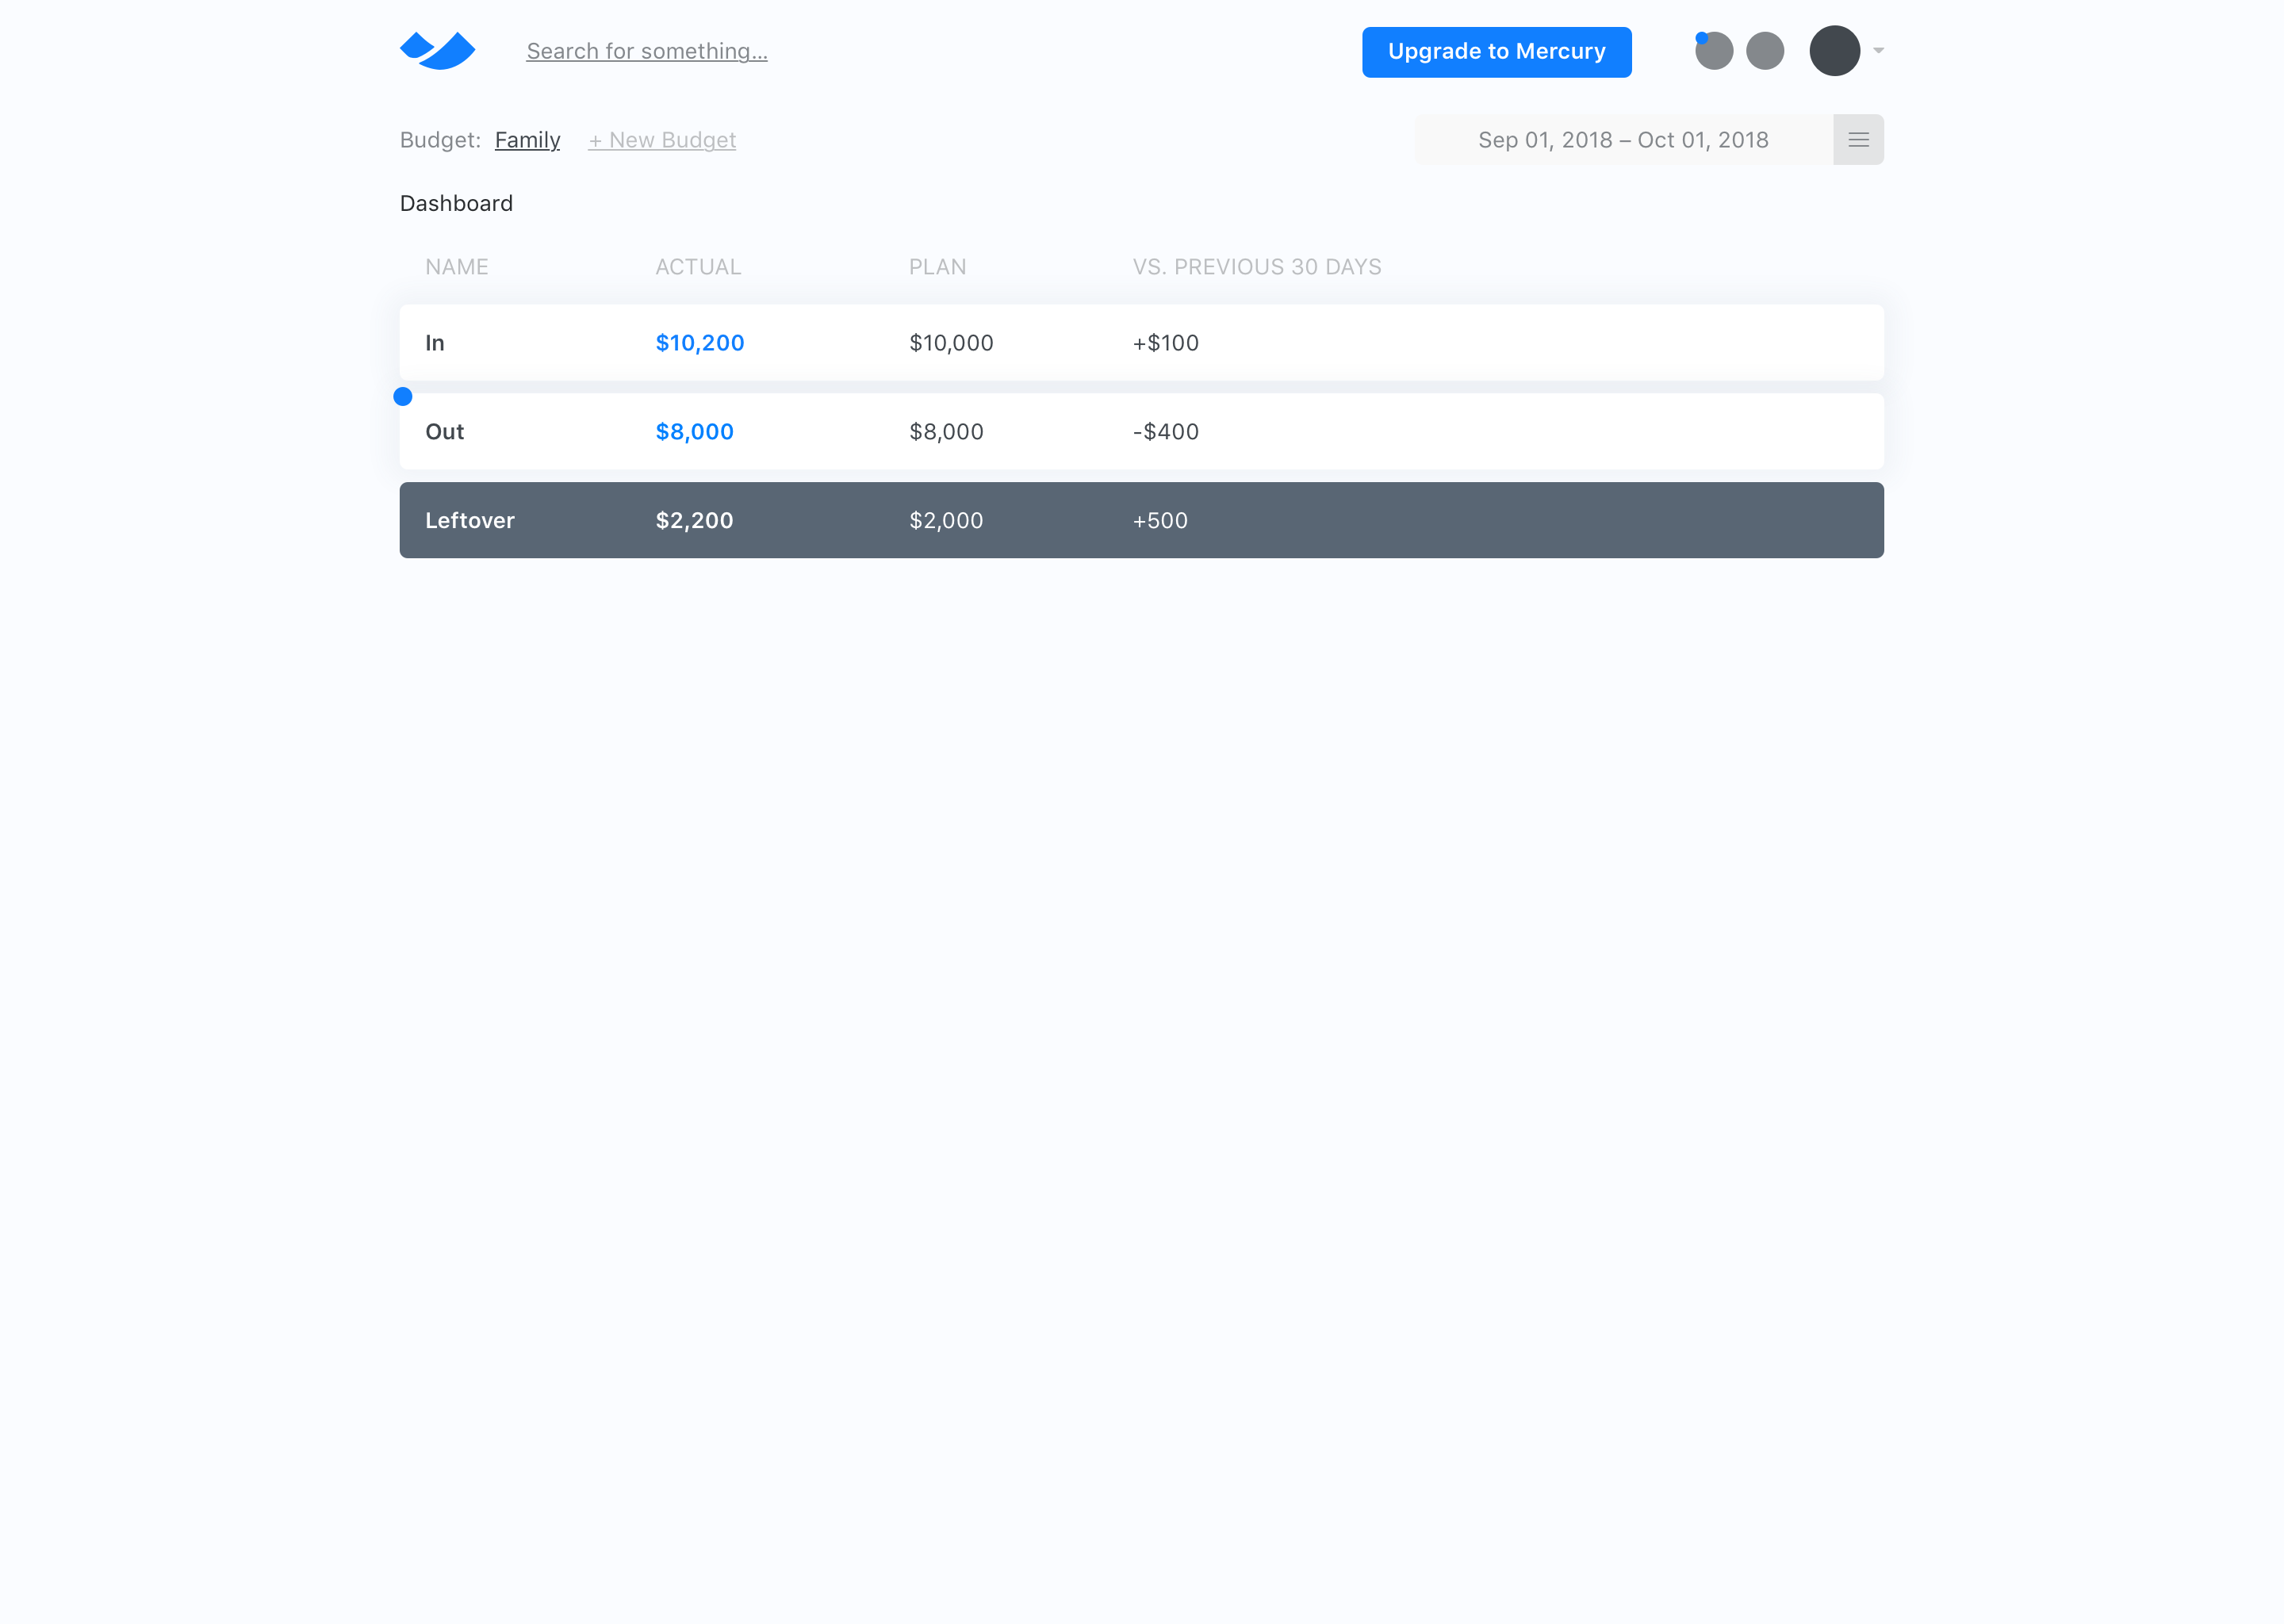 Search for something...
Upgrade to Mercury
Budget: Family + New Budget
Sep 01, 2018 – Oct 01, 2018
Dashboard
NAME ACTUAL PLAN VS. PREVIOUS 30 DAYS
In $10,200 $10,000 +$100
Out $8,000 $8,000 -$400
Leftover $2,200 $2,000 +500